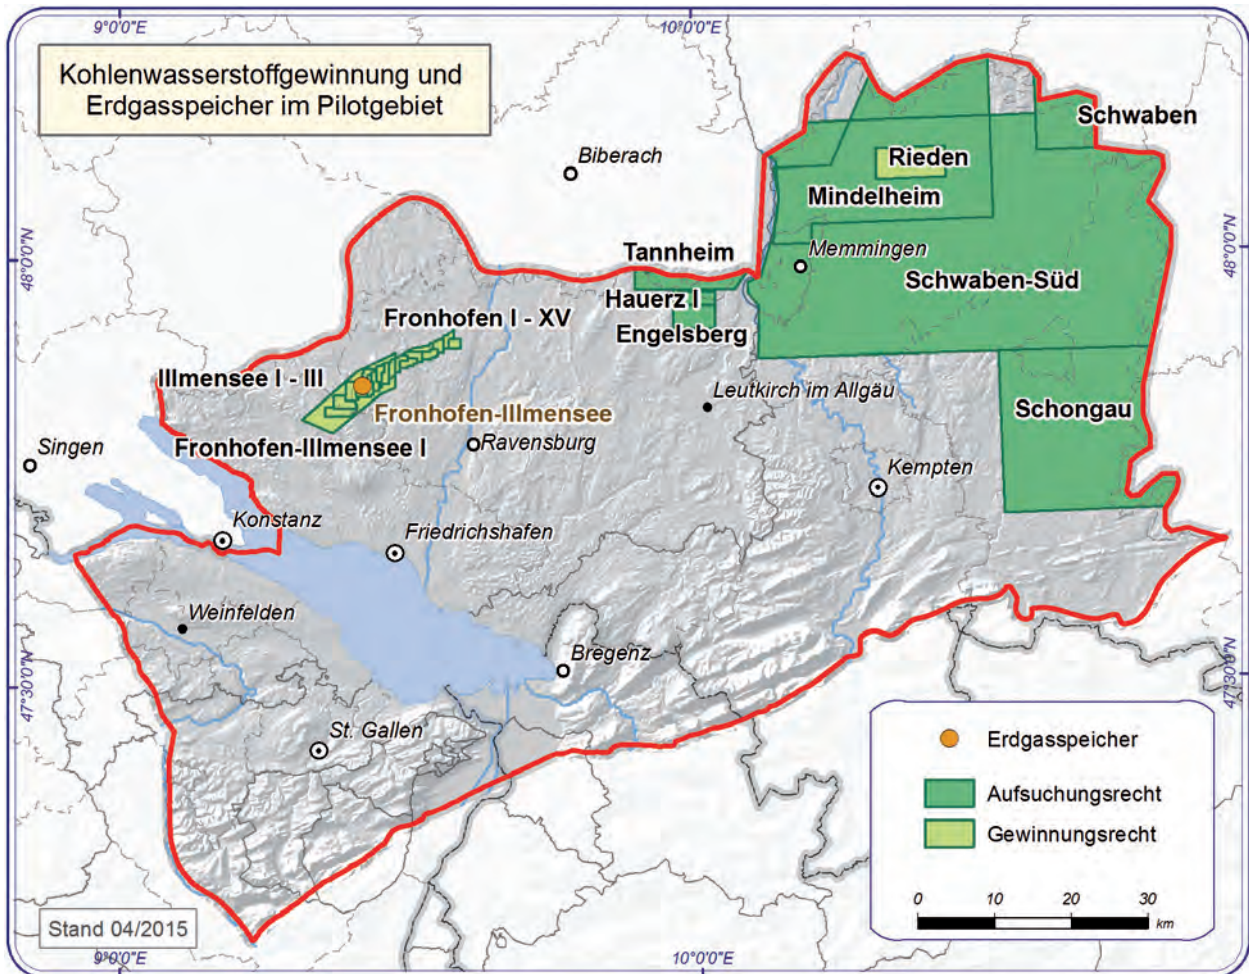 9°0'0"E
10°0'0"E
Kohlenwasserstoffgewinnung und
Erdgasspeicher im Pilotgebiet
Schwaben
Biberach
Rieden
Mindelheim
48°0'0"N
48°0'0"N
Tannheim
Memmingen
Schwaben-Süd
Hauerz I
Fronhofen I - XV
Engelsberg
Illmensee I - III
Leutkirch im Allgäu
Schongau
Fronhofen-Illmensee
Fronhofen-Illmensee I
Ravensburg
Singen
Kempten
Konstanz
Friedrichshafen
Weinfelden
Bregenz
47°30'0"N
47°30'0"N
St. Gallen
Erdgasspeicher
Aufsuchungsrecht
Gewinnungsrecht
0 10 20 30
km
Stand 04/2015
9°0'0"E
10°0'0"E